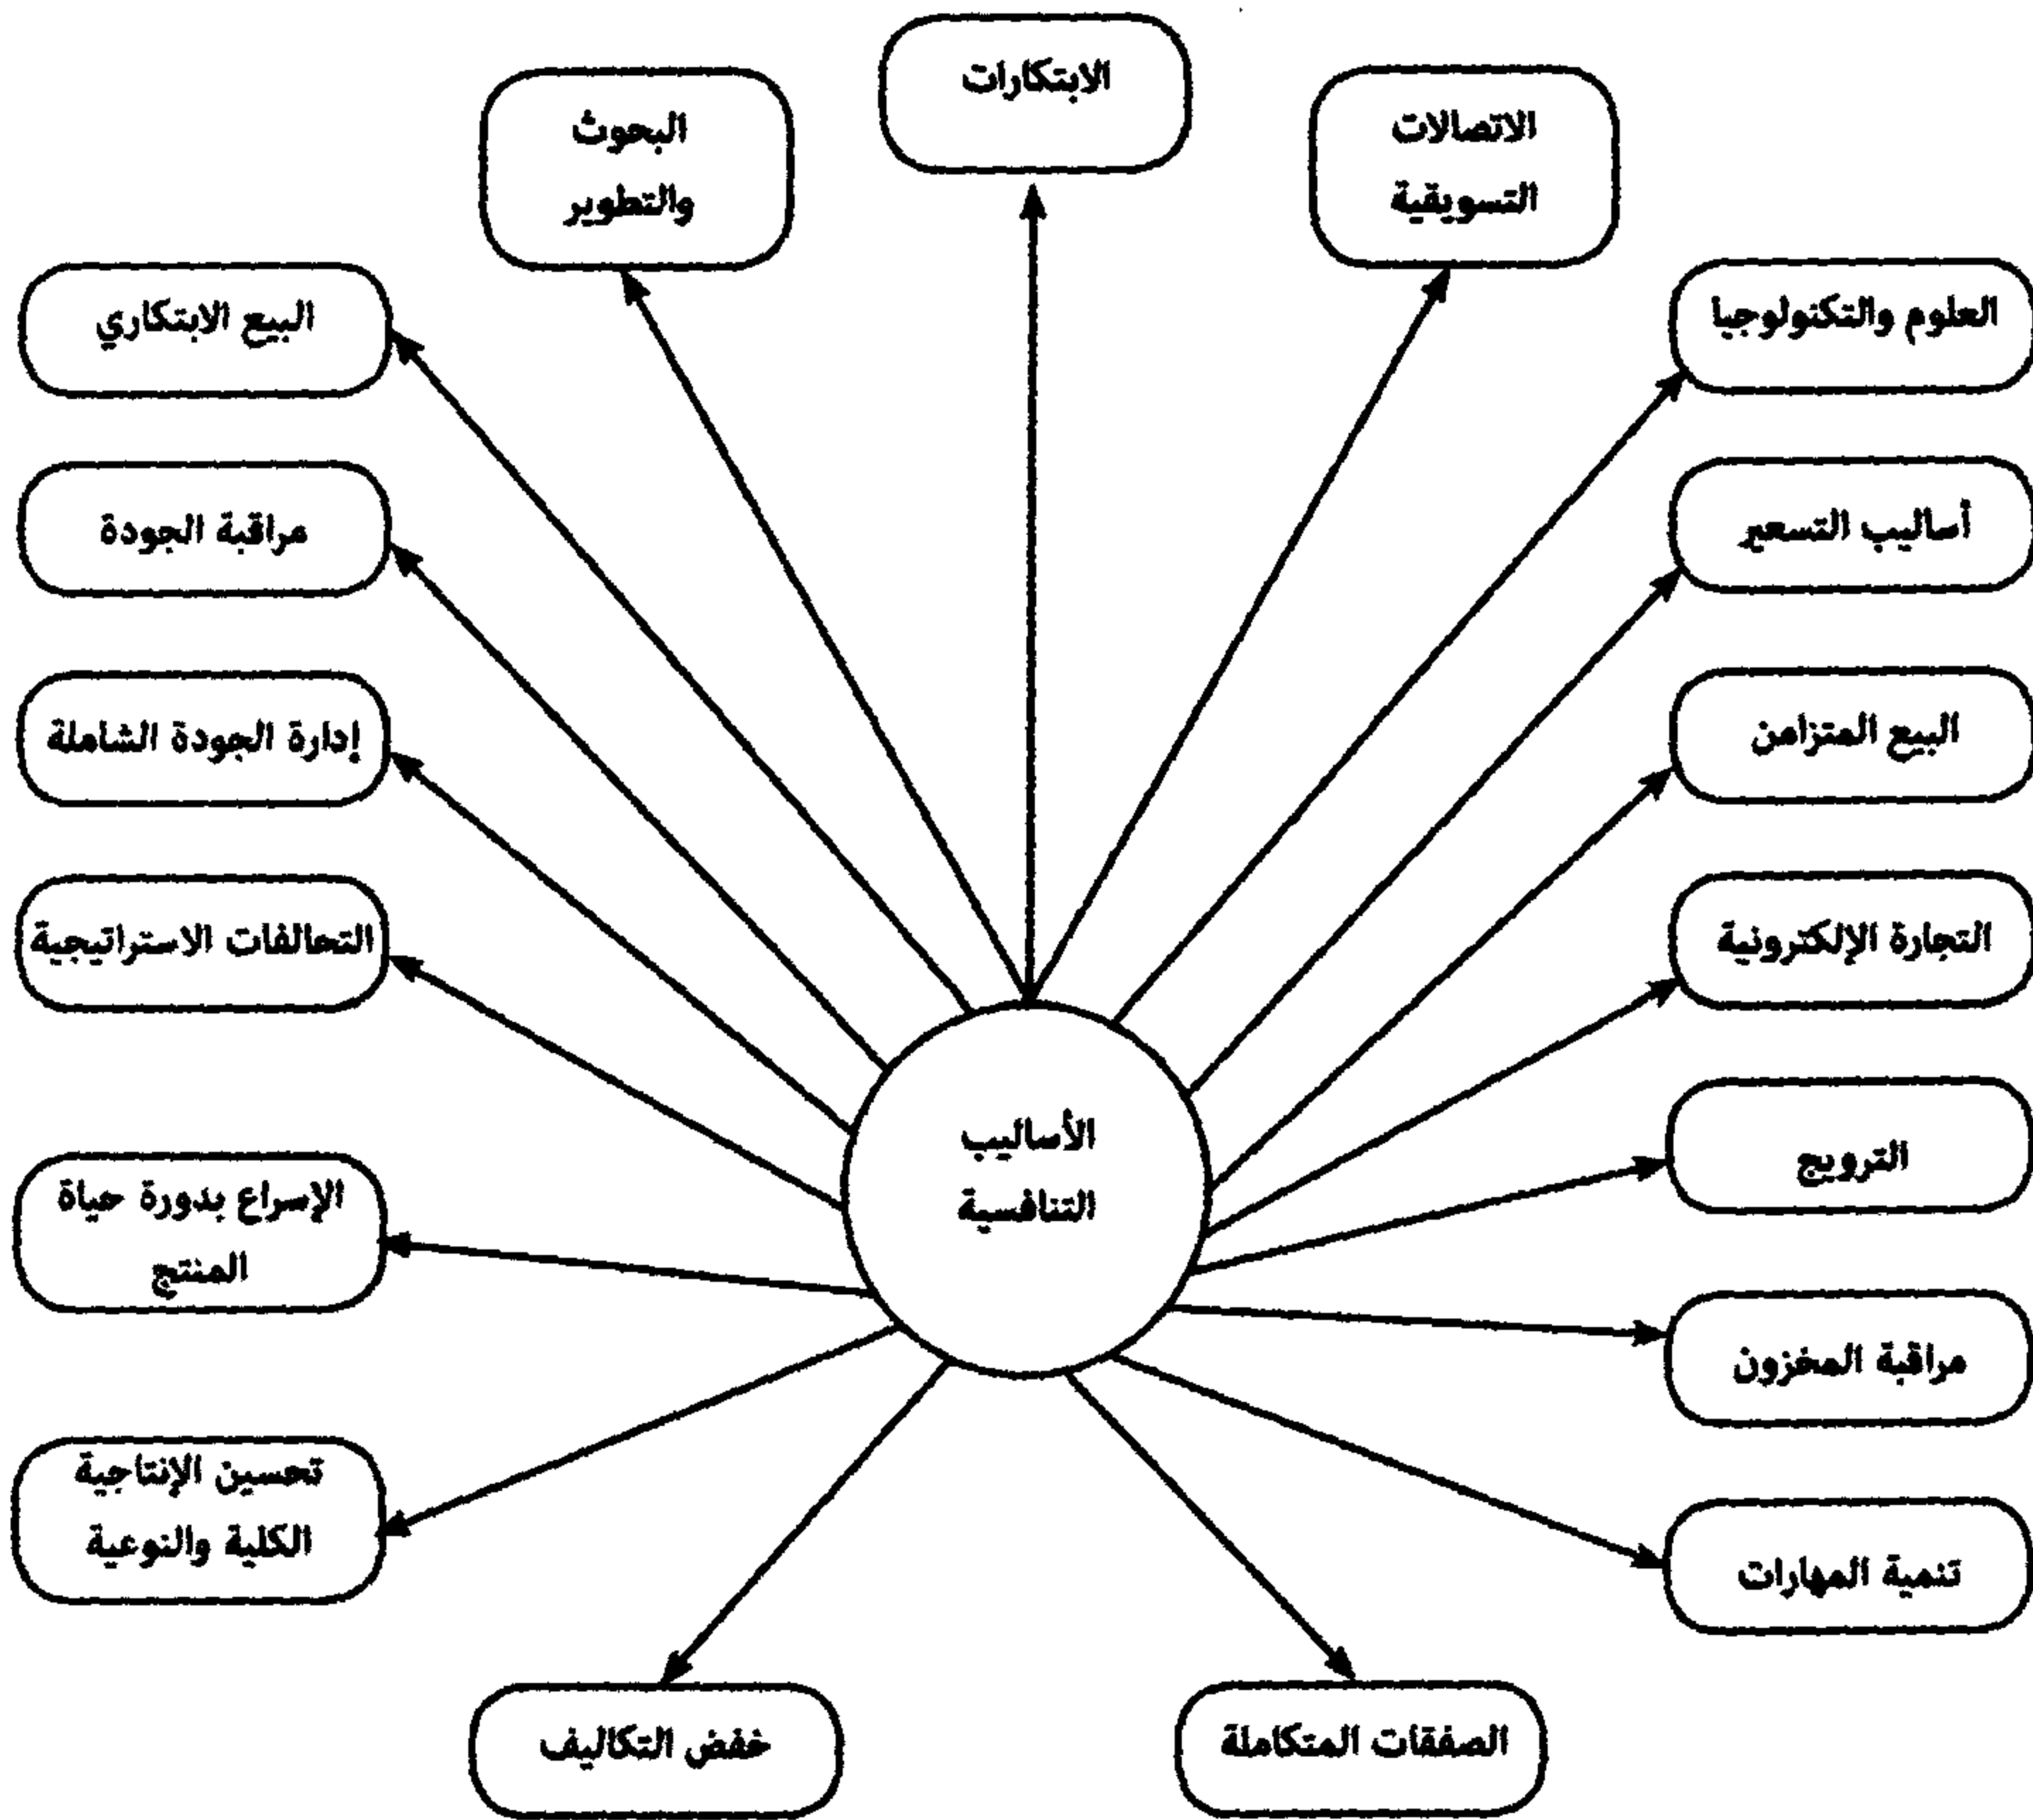 الابتكارات
الاتصالات
التسويقية
البحوث
والتطوير
العلوم والتكنولوجيا
البيع الابتكاري
أساليب التسعير
مراقبة الجودة
البيع المتزامن
إدارة الجودة الشاملة
التجارة الإلكترونية
التحالفات الاستراتيجية
الأساليب
التنافسية
الترويج
الإسراع بدورة حياة
المنتج
مراقبة المخزون
تحسين الإنتاجية
الكلية والنوعية
تنمية المهارات
الصفقات المتكاملة
خفض التكاليف